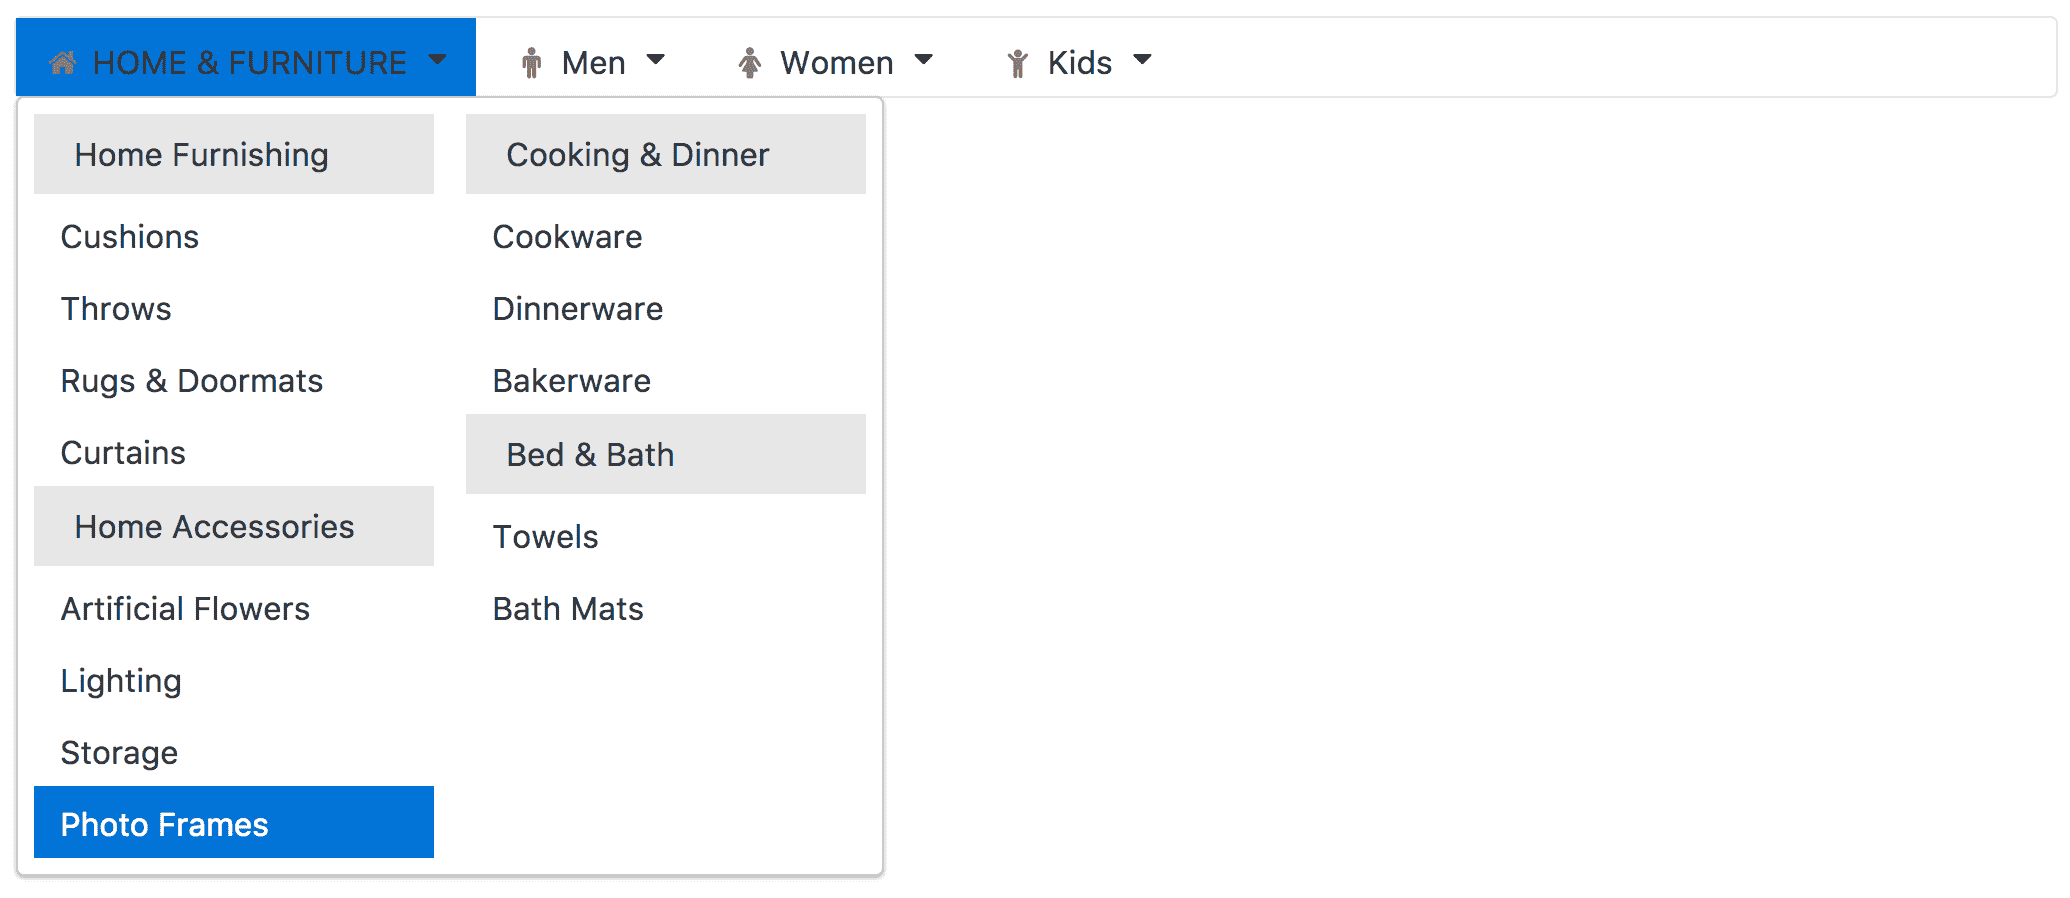 HOME & FURNITURE
Men
Women
Kids
Home Furnishing
Cushions
Throws
Rugs & Doormats
Curtains
Home Accessories
Artificial Flowers
Lighting
Storage
Photo Frames
Cooking & Dinner
Cookware
Dinnerware
Bakerware
Bed & Bath
Towels
Bath Mats